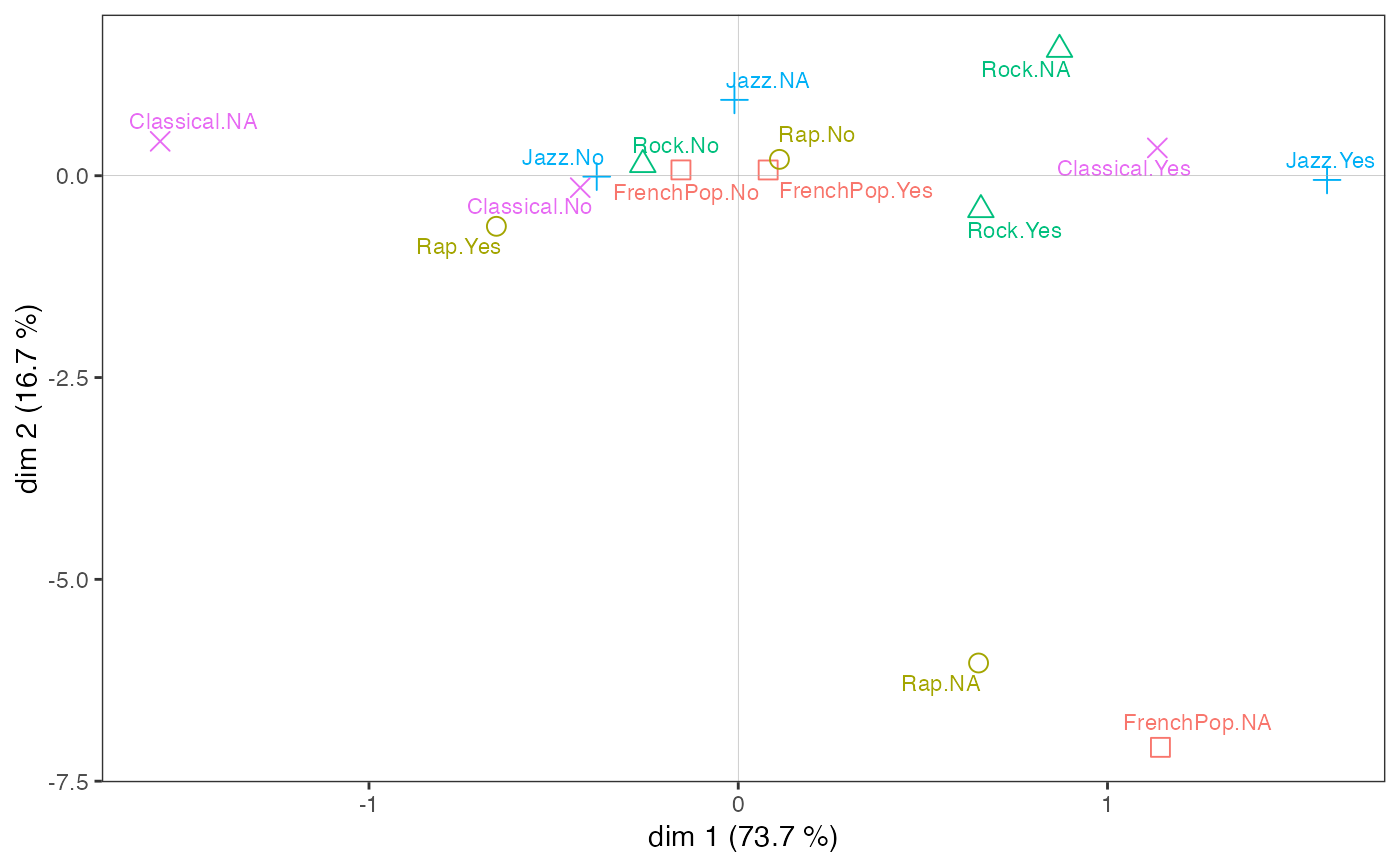 Rock.NA
Jazz.NA
Classical.NA
Rap.No
Rock.No
Jazz.No
Jazz.Yes
Classical.Yes
0.0
FrenchPop.No
FrenchPop.Yes
Classical.No
Rock.Yes
Rap.Yes
-2.5
dim 2 (16.7 %)
-5.0
Rap.NA
FrenchPop.NA
-7.5
-1
0
1
dim 1 (73.7 %)